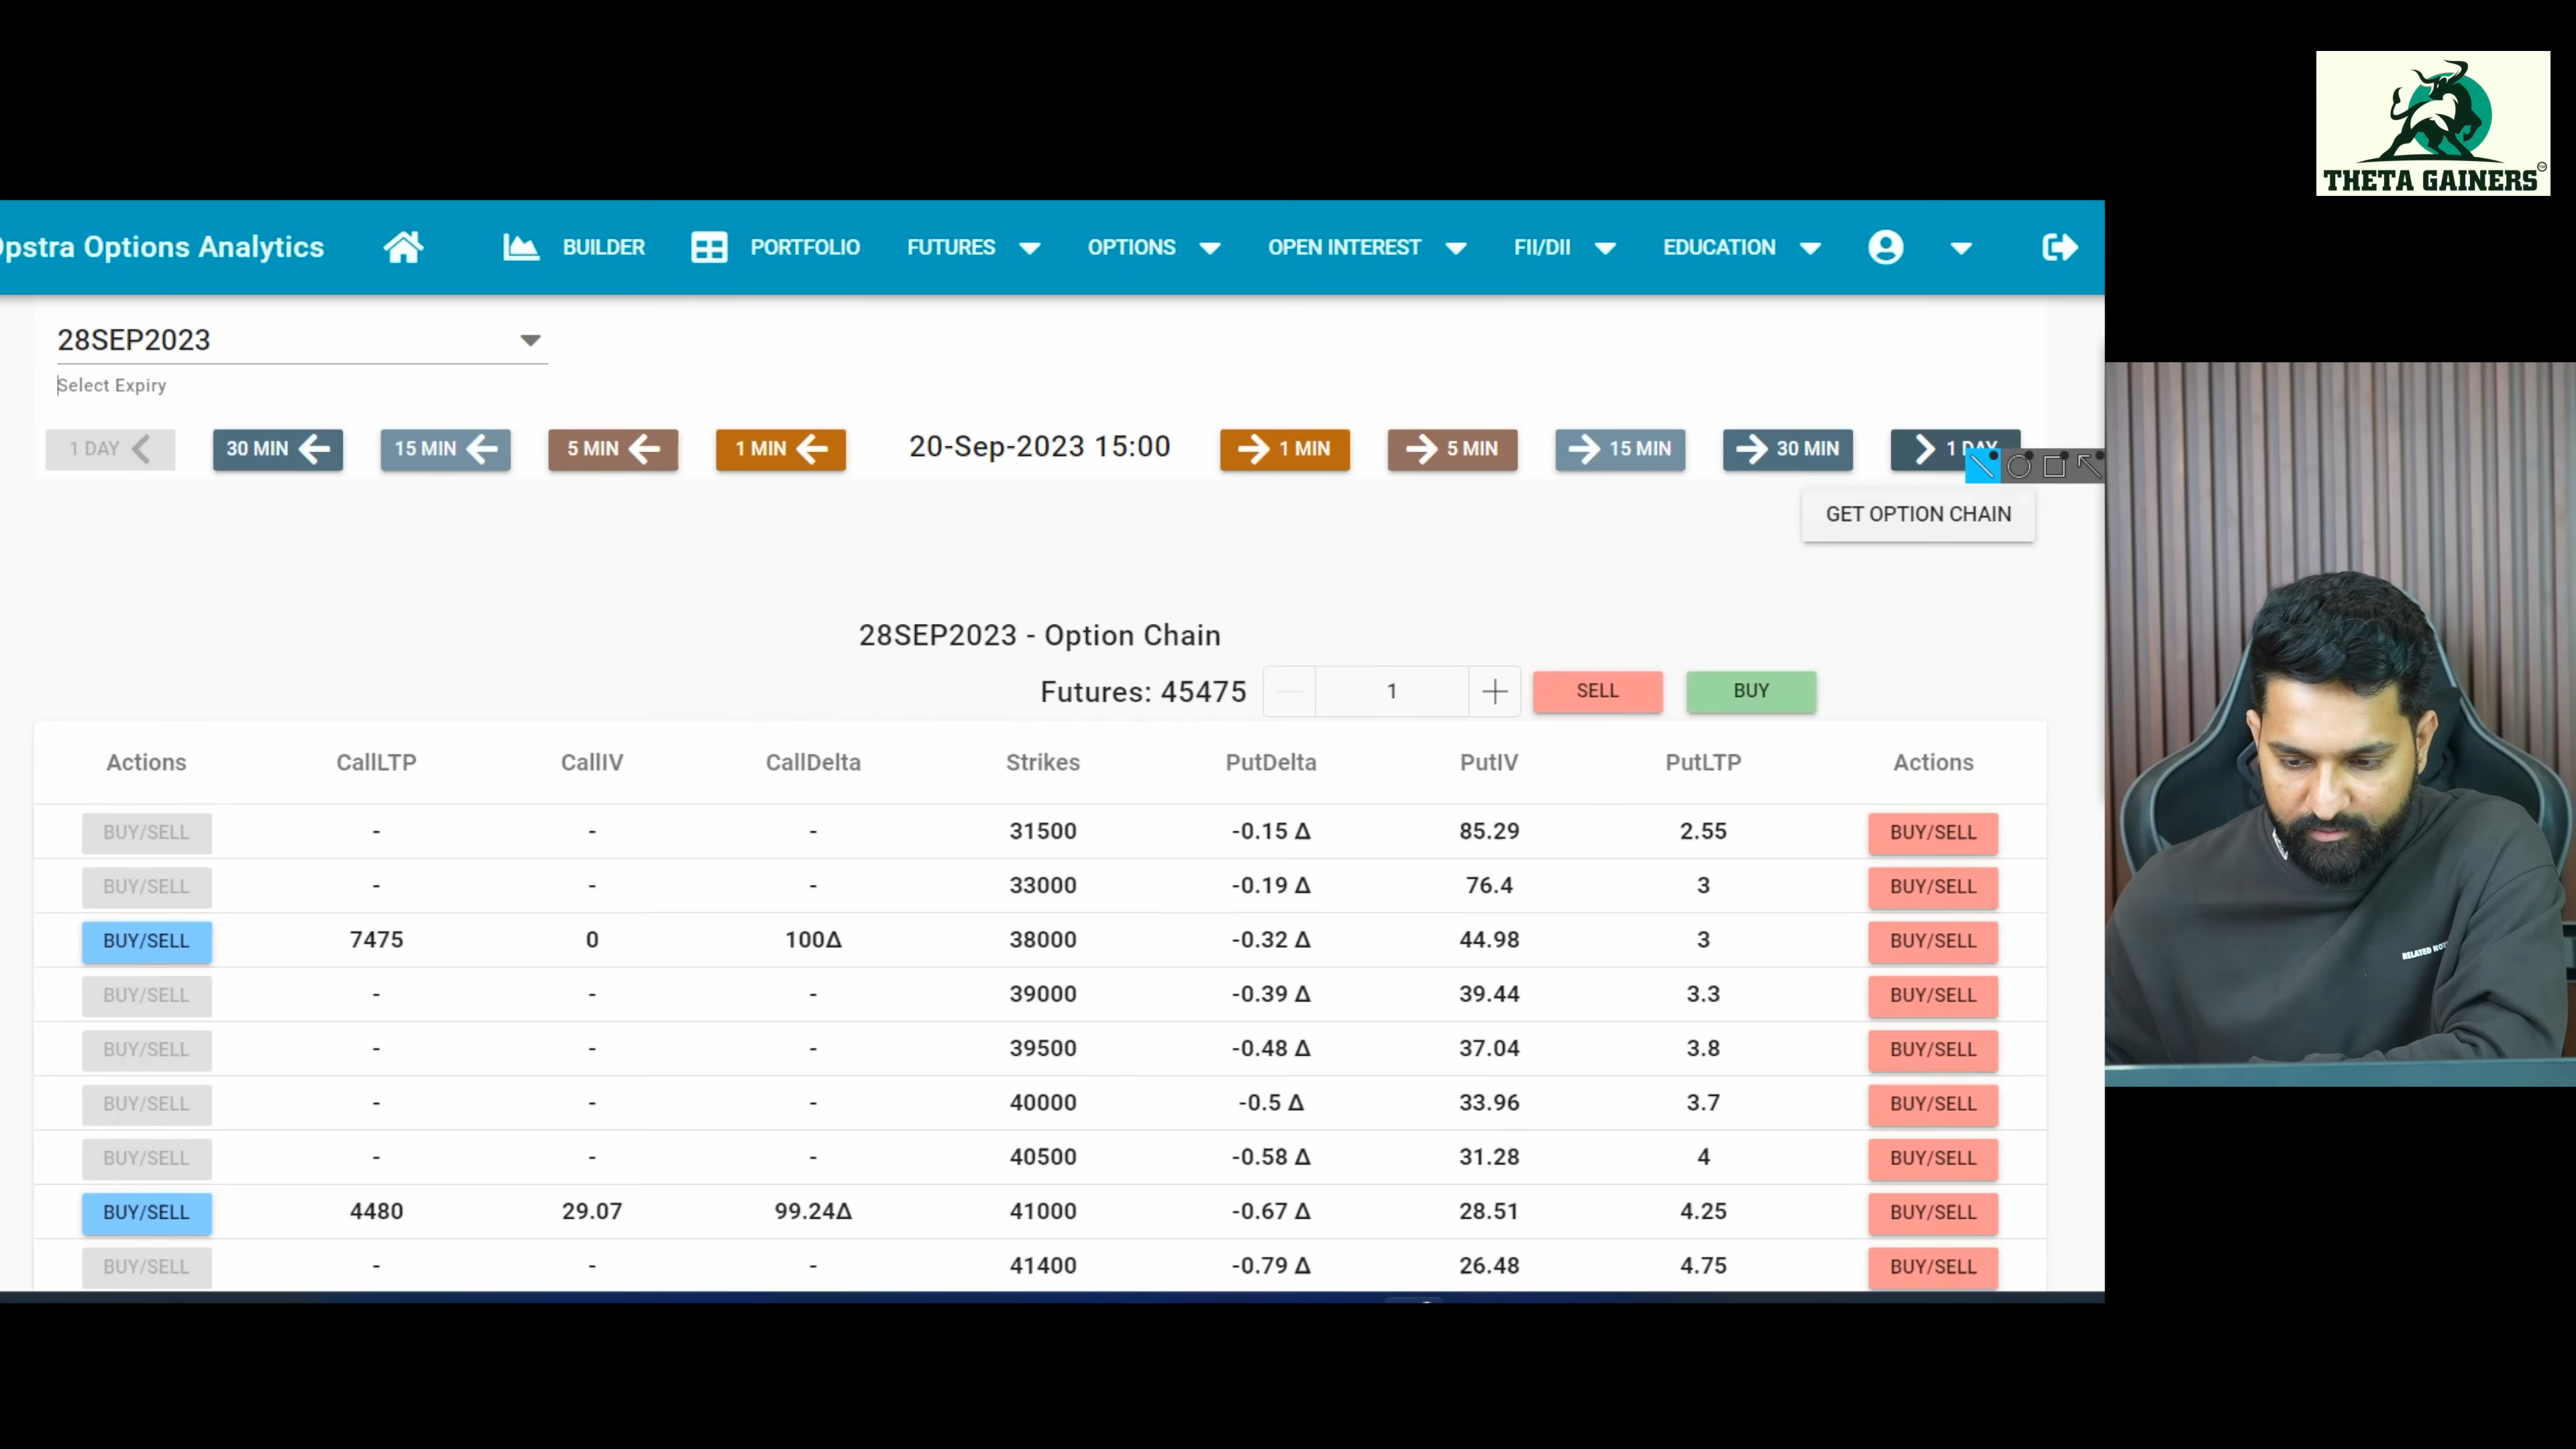 THETA GAINERS
pstra Options Analytics BUILDER PORTFOLIO FUTURES OPTIONS OPEN INTEREST FII/DII EDUCATION
28SEP2023
Select Expiry
1 DAY 30 MIN 15 MIN 5 MIN 1 MIN 20-Sep-2023 15:00 1 MIN 5 MIN 15 MIN 30 MIN 1 DAY
GET OPTION CHAIN
28SEP2023 - Option Chain
Futures: 45475 1 SELL BUY
Actions CallLTP CallIV CallDelta Strikes PutDelta PutIV PutLTP Actions
BUY/SELL - - - 31500 -0.15 Δ 85.29 2.55 BUY/SELL
BUY/SELL - - - 33000 -0.19 Δ 76.4 3 BUY/SELL
BUY/SELL 7475 0 100Δ 38000 -0.32 Δ 44.98 3 BUY/SELL
BUY/SELL - - - 39000 -0.39 Δ 39.44 3.3 BUY/SELL
BUY/SELL - - - 39500 -0.48 Δ 37.04 3.8 BUY/SELL
BUY/SELL - - - 40000 -0.5 Δ 33.96 3.7 BUY/SELL
BUY/SELL - - - 40500 -0.58 Δ 31.28 4 BUY/SELL
BUY/SELL 4480 29.07 99.24Δ 41000 -0.67 Δ 28.51 4.25 BUY/SELL
BUY/SELL - - - 41400 -0.79 Δ 26.48 4.75 BUY/SELL
RELATED